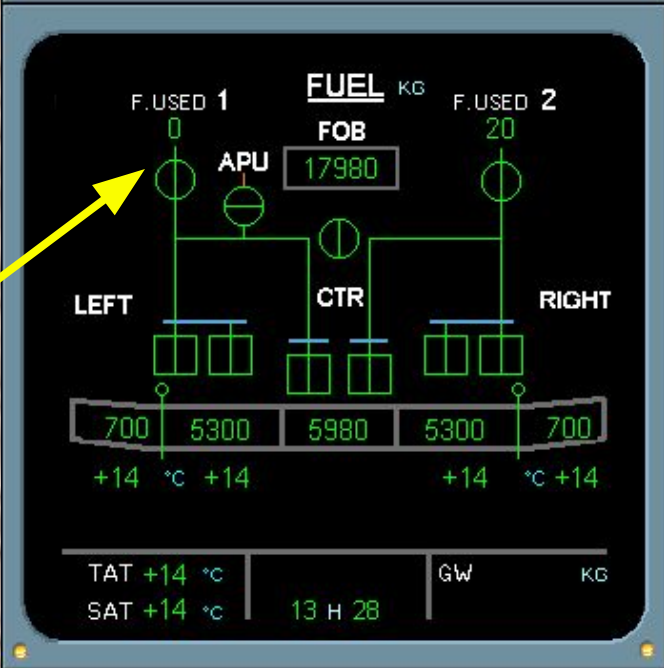 FUEL KG
F.USED 1 F.USED 2
0 FOB 20
APU 17980
LEFT CTR RIGHT
700 5300 5980 5300 700
+14 °C +14 +14 °C +14
TAT +14 °C GW KG
SAT +14 °C 13 H 28